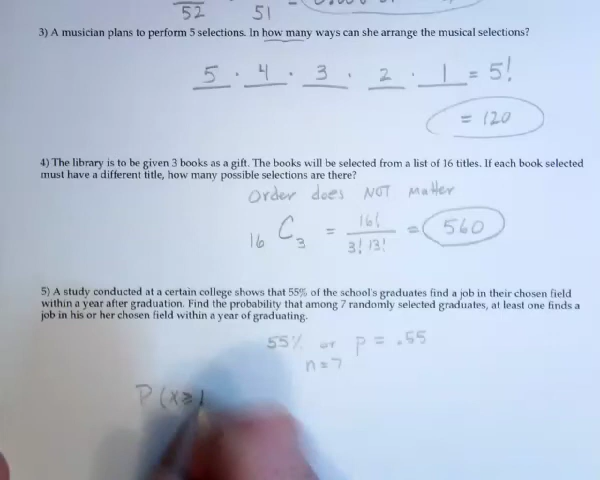 52 51
3) A musician plans to perform 5 selections. In how many ways can she arrange the musical selections?
5 · 4 · 3 · 2 · 1 = 5!
= 120
4) The library is to be given 3 books as a gift. The books will be selected from a list of 16 titles. If each book selected
must have a different title, how many possible selections are there?
Order does NOT matter
16 C 3 = 16! / 3! 13! = 560
5) A study conducted at a certain college shows that 55% of the school's graduates find a job in their chosen field
within a year after graduation. Find the probability that among 7 randomly selected graduates, at least one finds a
job in his or her chosen field within a year of graduating.
55% or p = .55
n = 7
P(x≥1